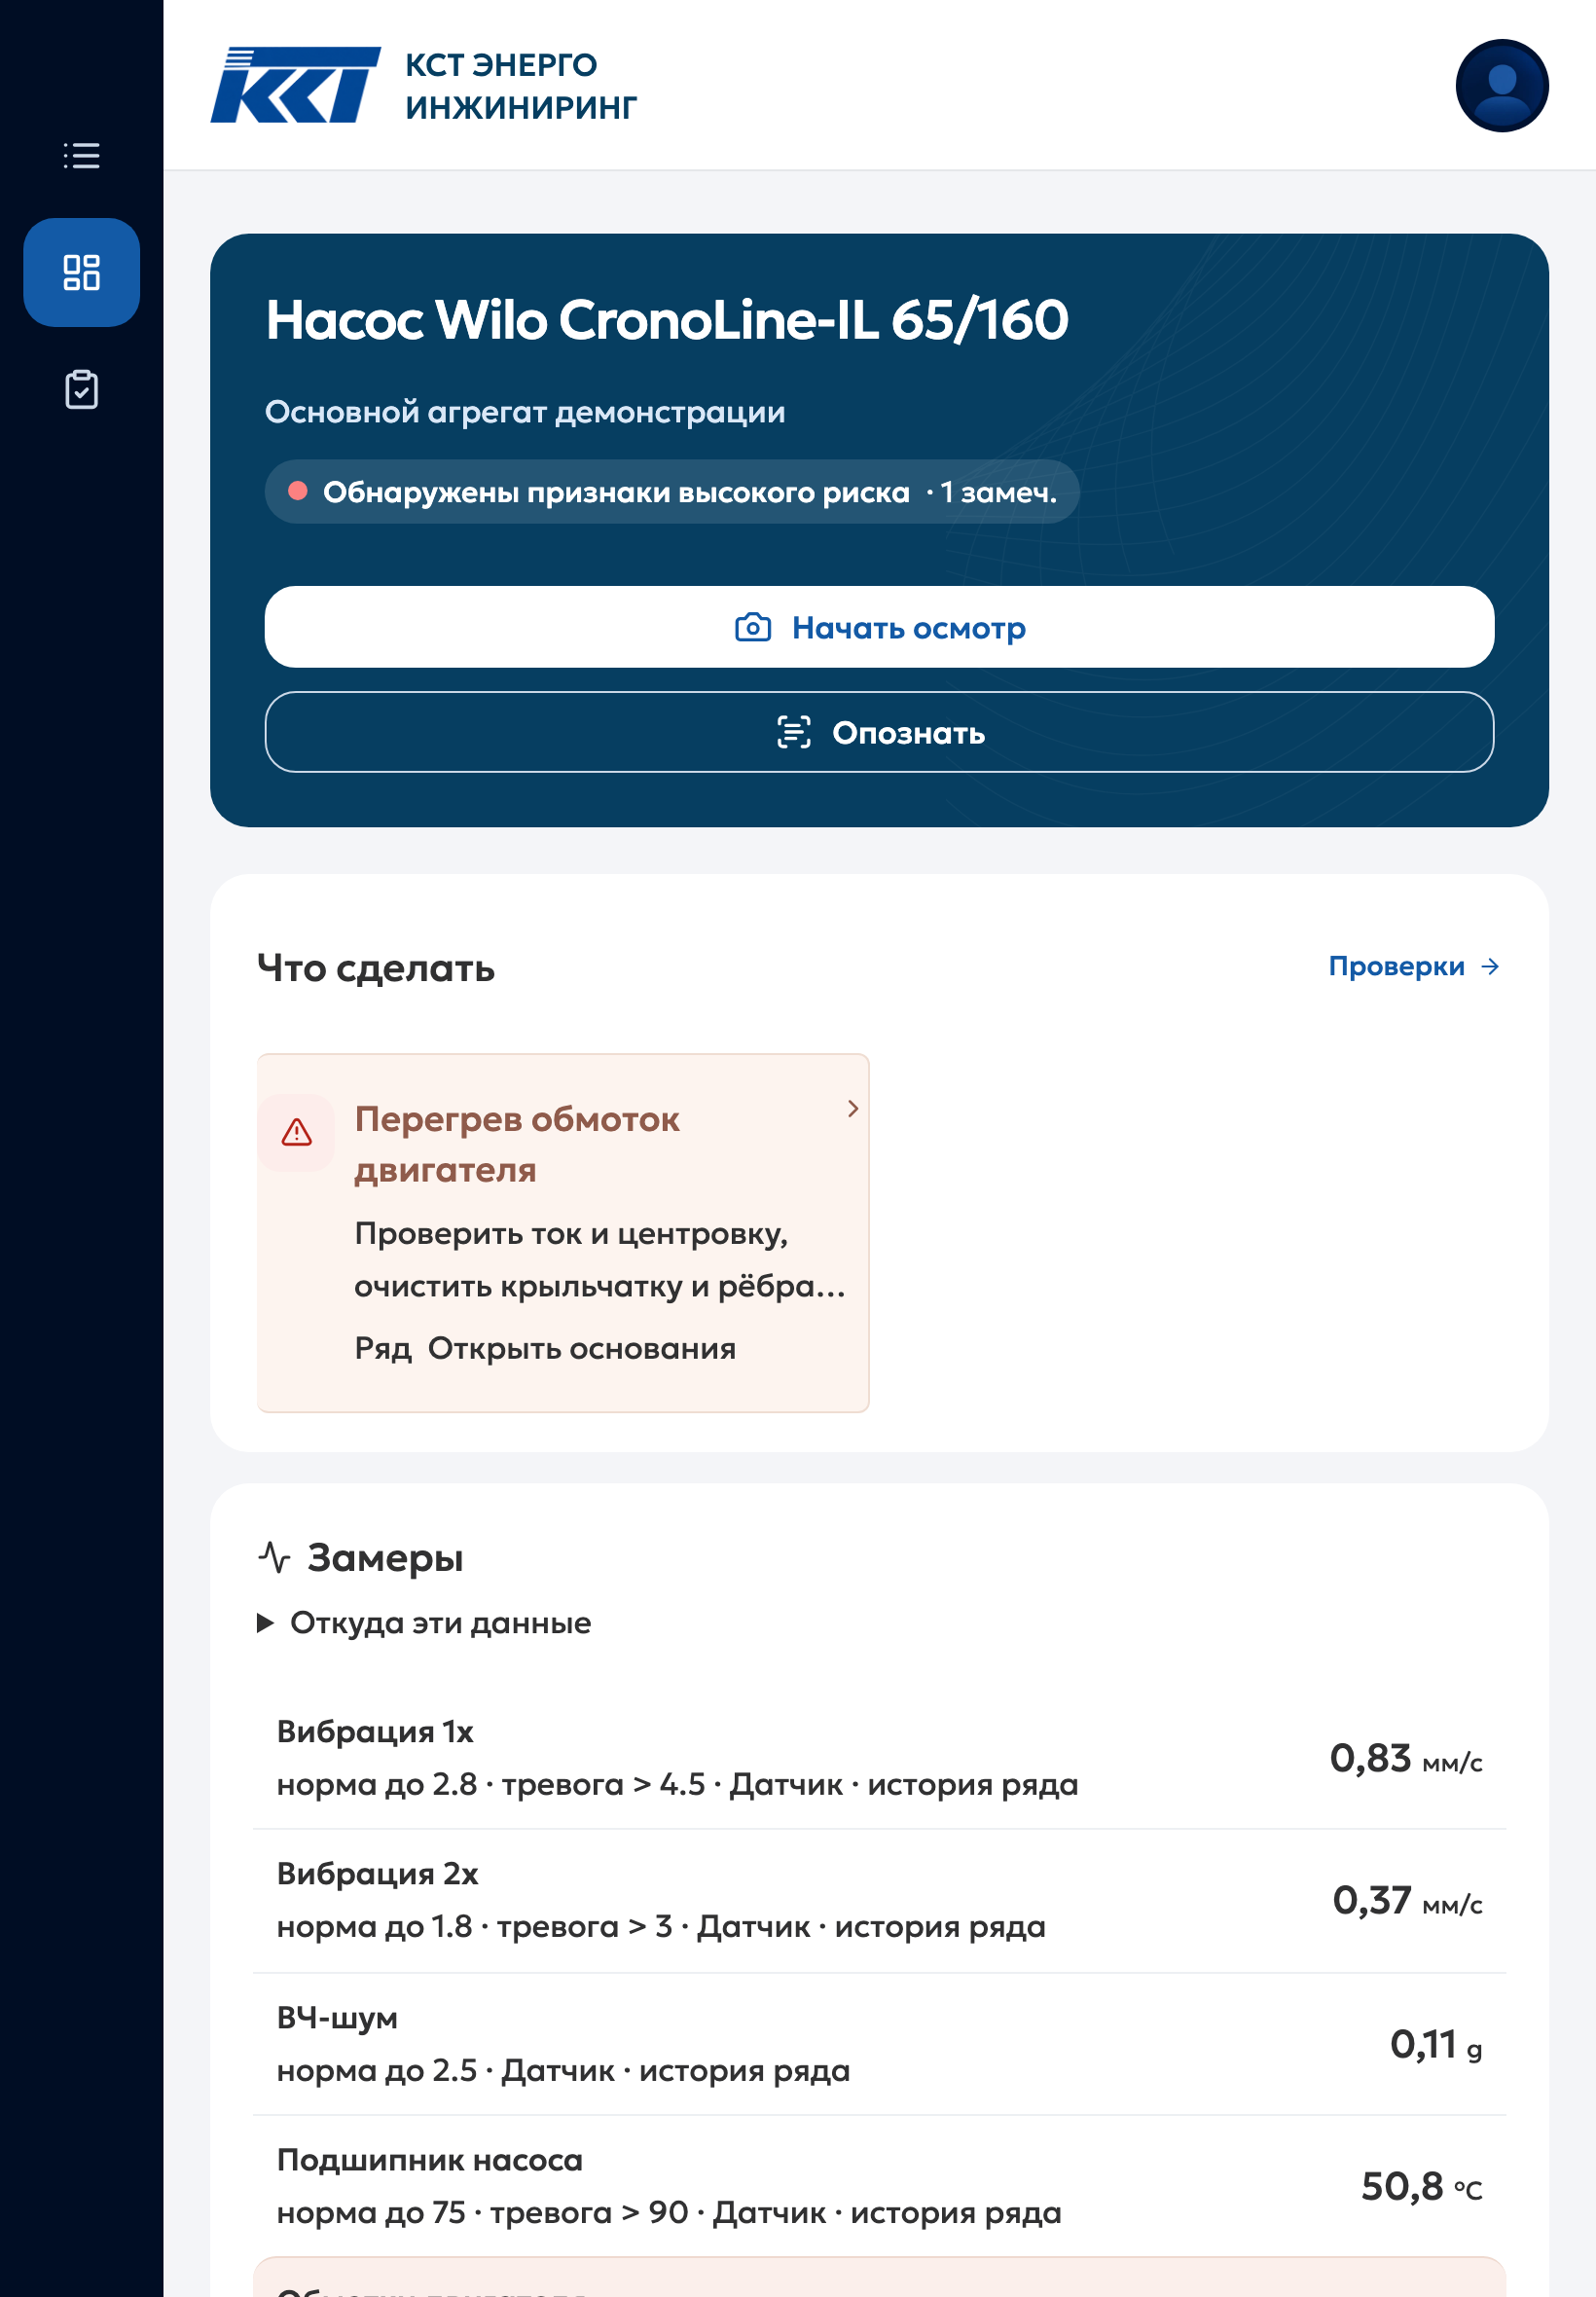 ККТ
КСТ ЭНЕРГО
ИНЖИНИРИНГ
Насос Wilo CronoLine-IL 65/160
Основной агрегат демонстрации
Обнаружены признаки высокого риска · 1 замеч.
Начать осмотр
Опознать
Что сделать
Проверки →
Перегрев обмоток
двигателя
Проверить ток и центровку,
очистить крыльчатку и рёбра...
Ряд Открыть основания
Замеры
Откуда эти данные
Вибрация 1x
норма до 2.8 · тревога > 4.5 · Датчик · история ряда
0,83 мм/с
Вибрация 2x
норма до 1.8 · тревога > 3 · Датчик · история ряда
0,37 мм/с
ВЧ-шум
норма до 2.5 · Датчик · история ряда
0,11 g
Подшипник насоса
норма до 75 · тревога > 90 · Датчик · история ряда
50,8 °C